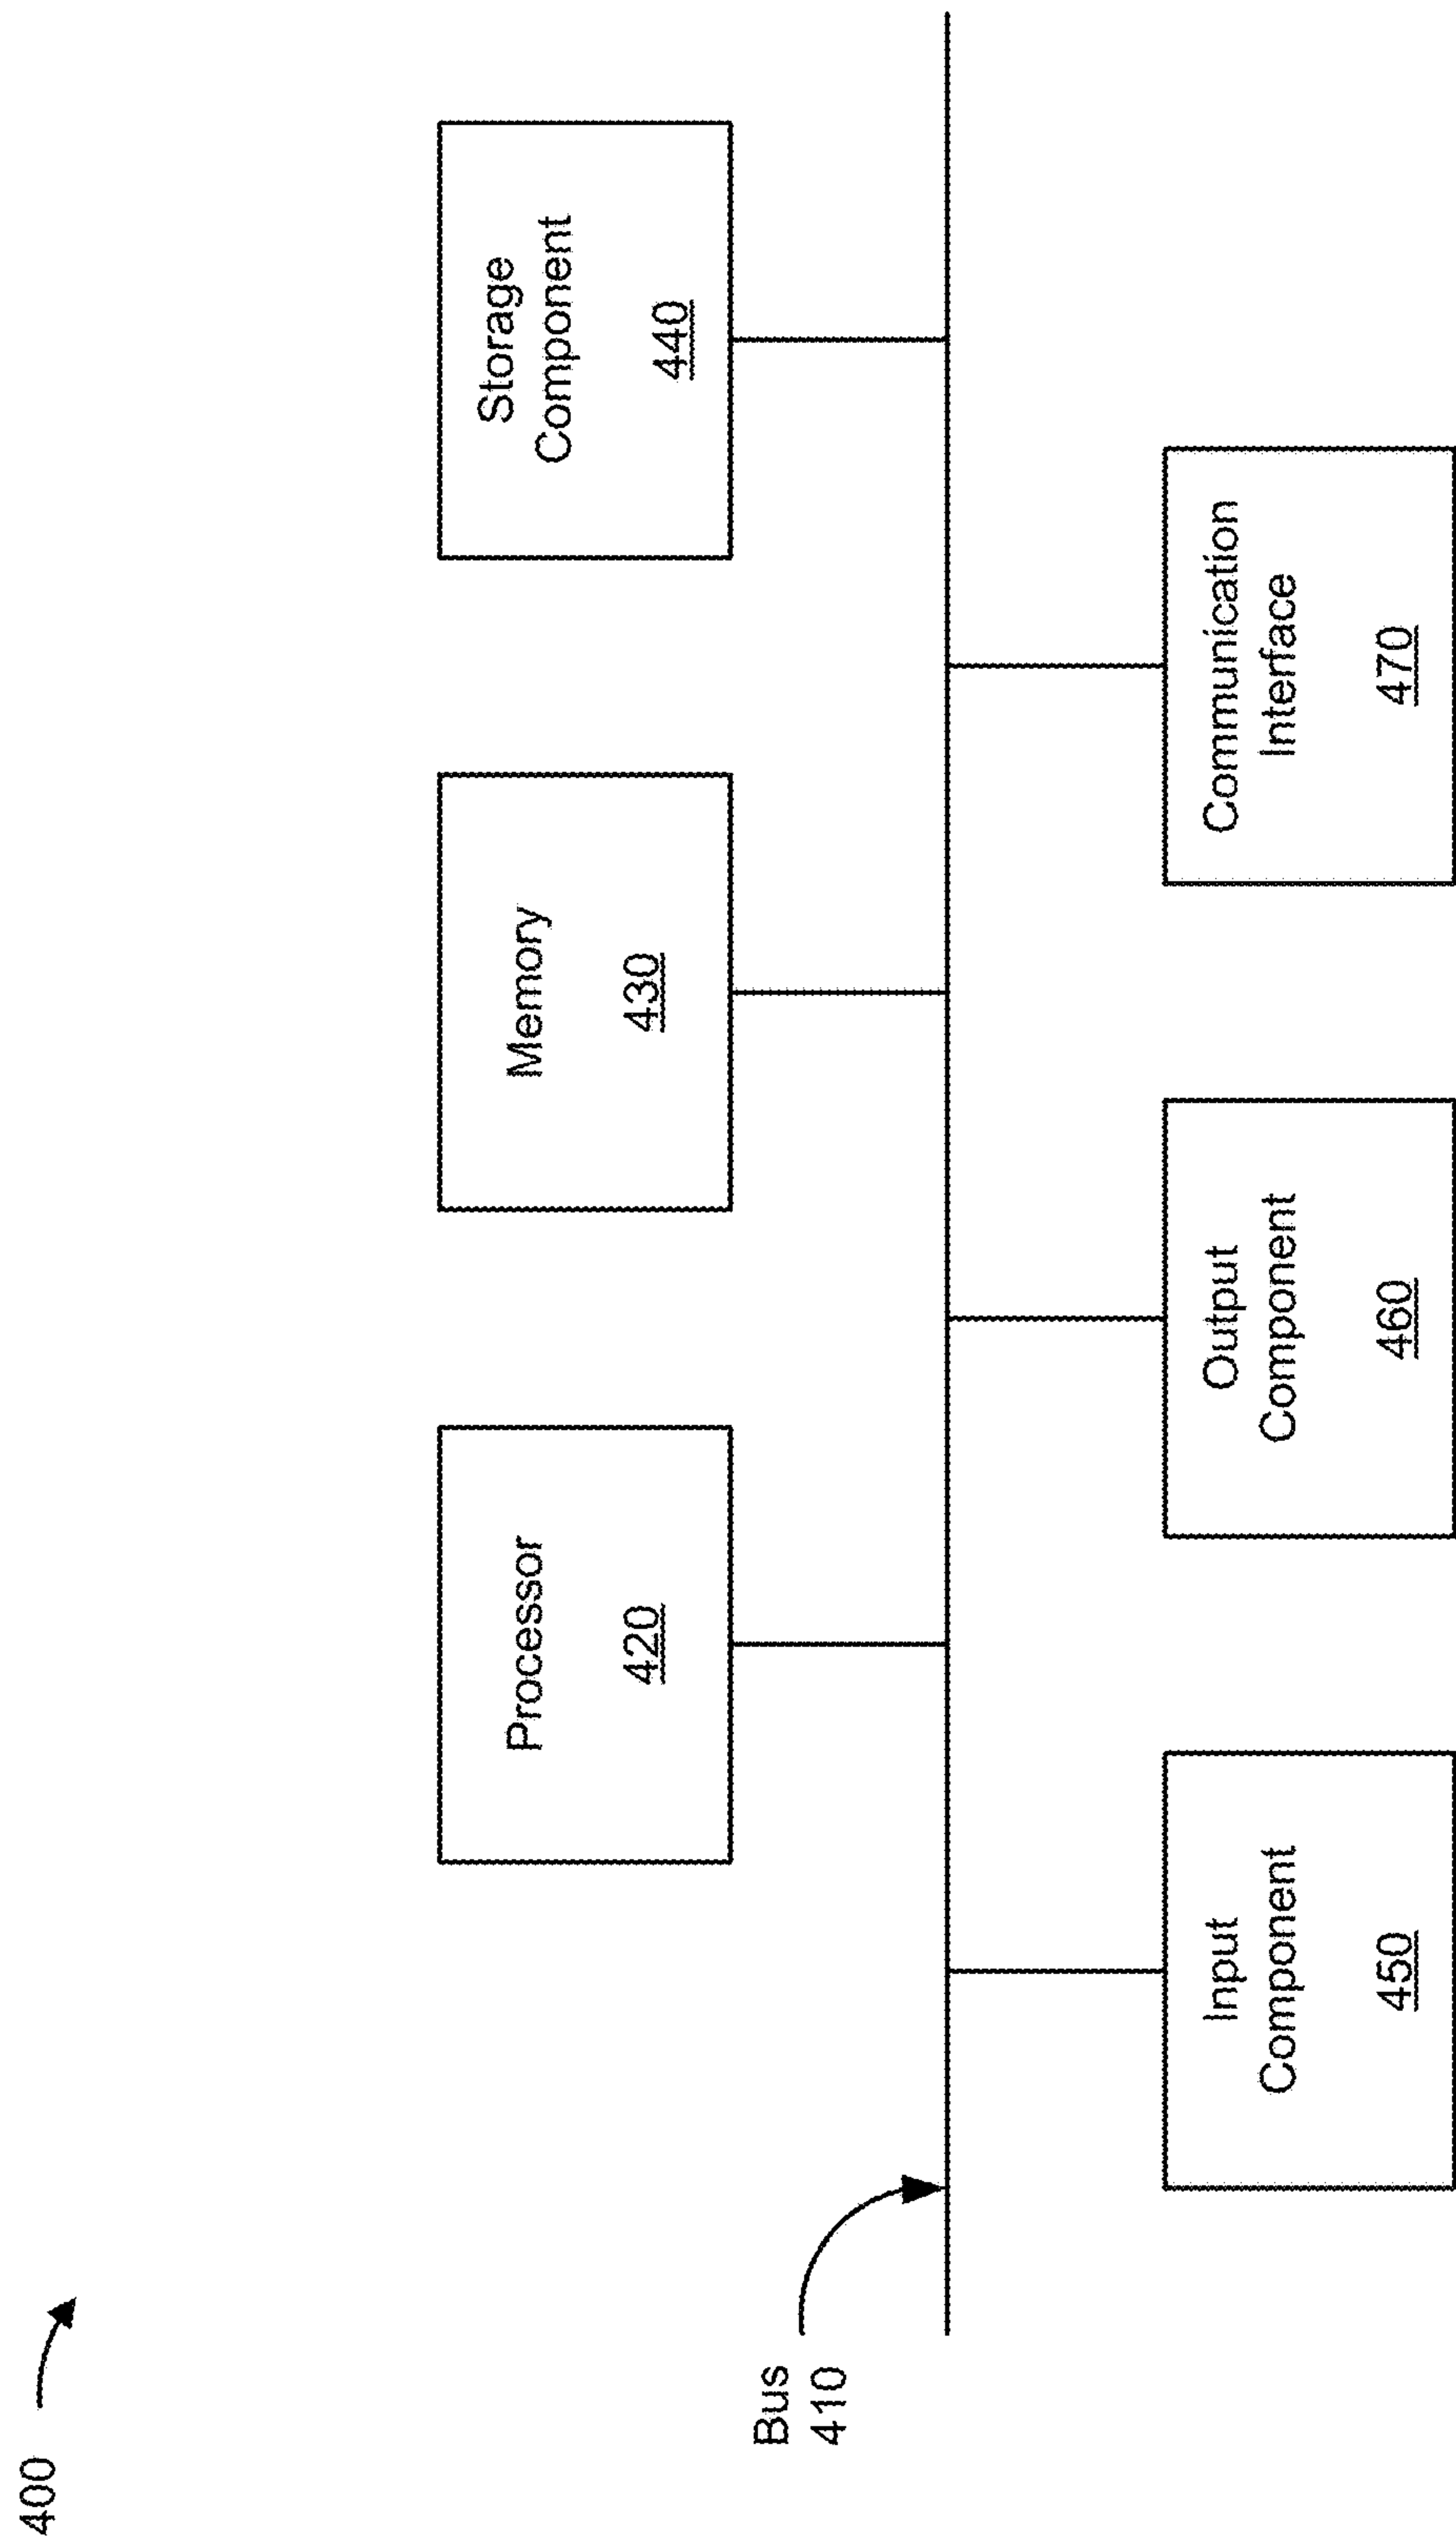 400
Processor
420
Memory
430
Storage
Component
440
Bus
410
Input
Component
450
Output
Component
460
Communication
Interface
470